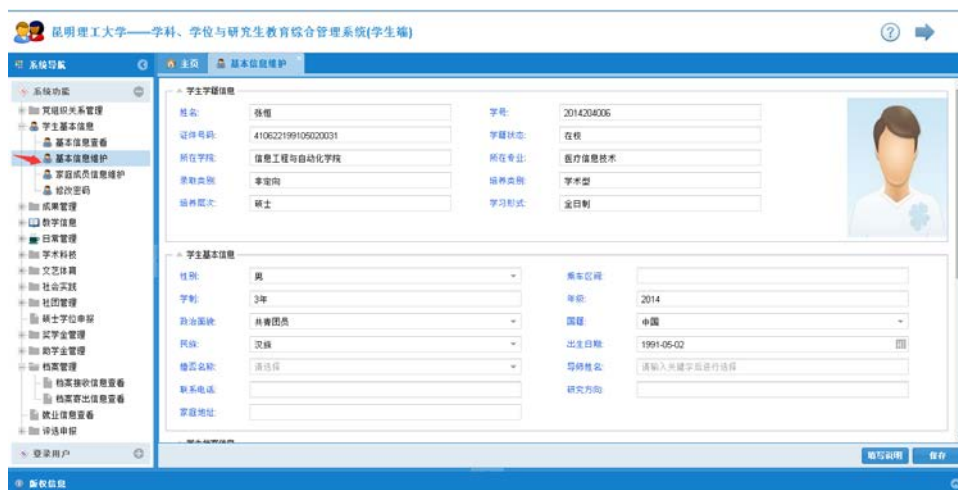 昆明理工大学——学科、学位与研究生教育综合管理系统(学生端)
系统导航
主页 基本信息维护
系统功能
党组织关系管理
学生基本信息
基本信息查看
基本信息维护
家庭成员信息维护
修改密码
成果管理
教学信息
日常管理
学术科技
文艺体育
社会实践
社团管理
硕士学位申报
奖学金管理
助学金管理
档案管理
档案接收信息查看
档案寄出信息查看
就业信息查看
评选申报
登录用户
学生学籍信息
姓名: 张恒 学号: 2014204006
证件号码: 410622199105020031 学籍状态: 在校
所在学院: 信息工程与自动化学院 所在专业: 医疗信息技术
录取类别: 非定向 培养类别: 学术型
培养层次: 硕士 学习形式: 全日制
学生基本信息
性别: 男 乘车区间:
学制: 3年 年级: 2014
政治面貌: 共青团员 国籍: 中国
民族: 汉族 出生日期: 1991-05-02
婚否名称: 请选择 导师姓名: 请输入关键字后进行选择
联系电话: 研究方向:
家庭地址:
填写说明 保存
版权信息